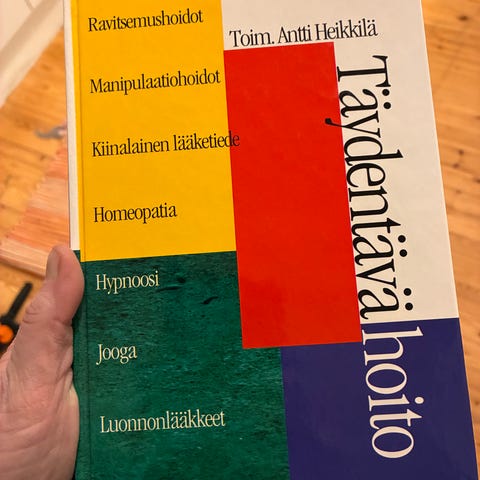 Ravitsemushoidot
Toim. Antti Heikkilä
Manipulaatiohoidot
Kiinalainen lääketiede
Homeopatia
Hypnoosi
Jooga
Luonnonlääkkeet
Täydentävä hoito